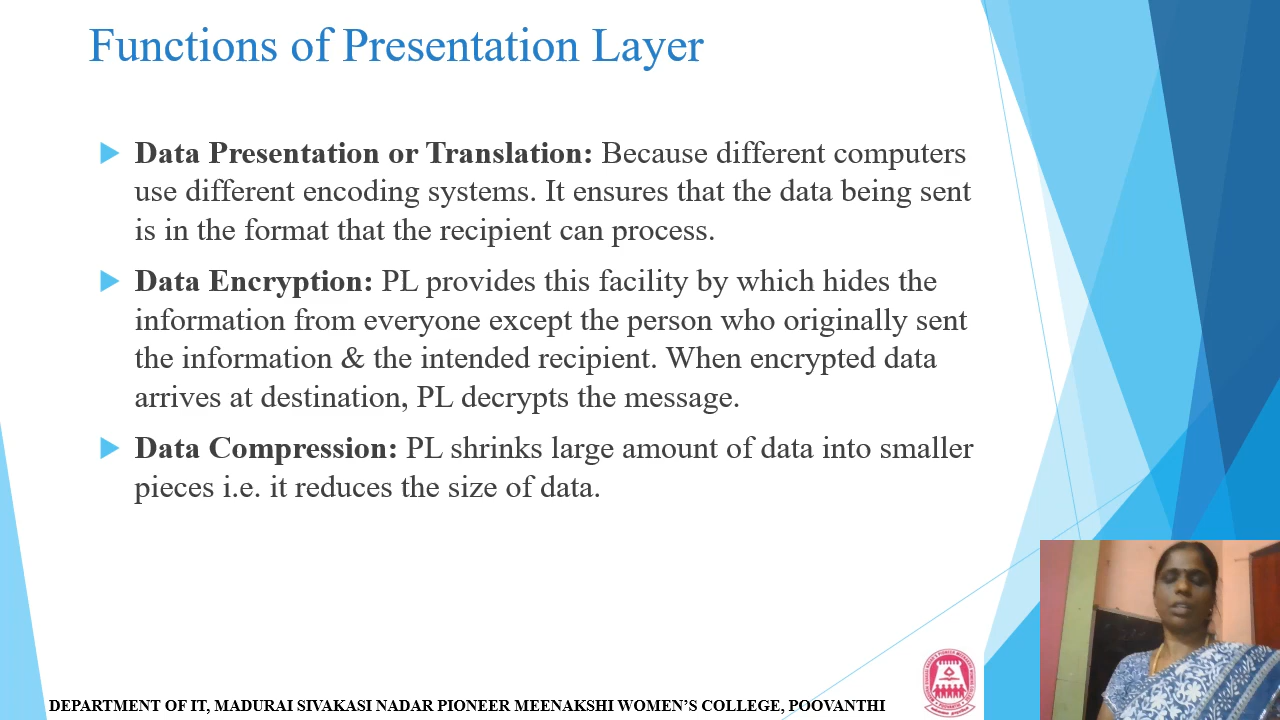 Functions of Presentation Layer
Data Presentation or Translation: Because different computers
use different encoding systems. It ensures that the data being sent
is in the format that the recipient can process.
Data Encryption: PL provides this facility by which hides the
information from everyone except the person who originally sent
the information & the intended recipient. When encrypted data
arrives at destination, PL decrypts the message.
Data Compression: PL shrinks large amount of data into smaller
pieces i.e. it reduces the size of data.
DEPARTMENT OF IT, MADURAI SIVAKASI NADAR PIONEER MEENAKSHI WOMEN'S COLLEGE, POOVANTHI